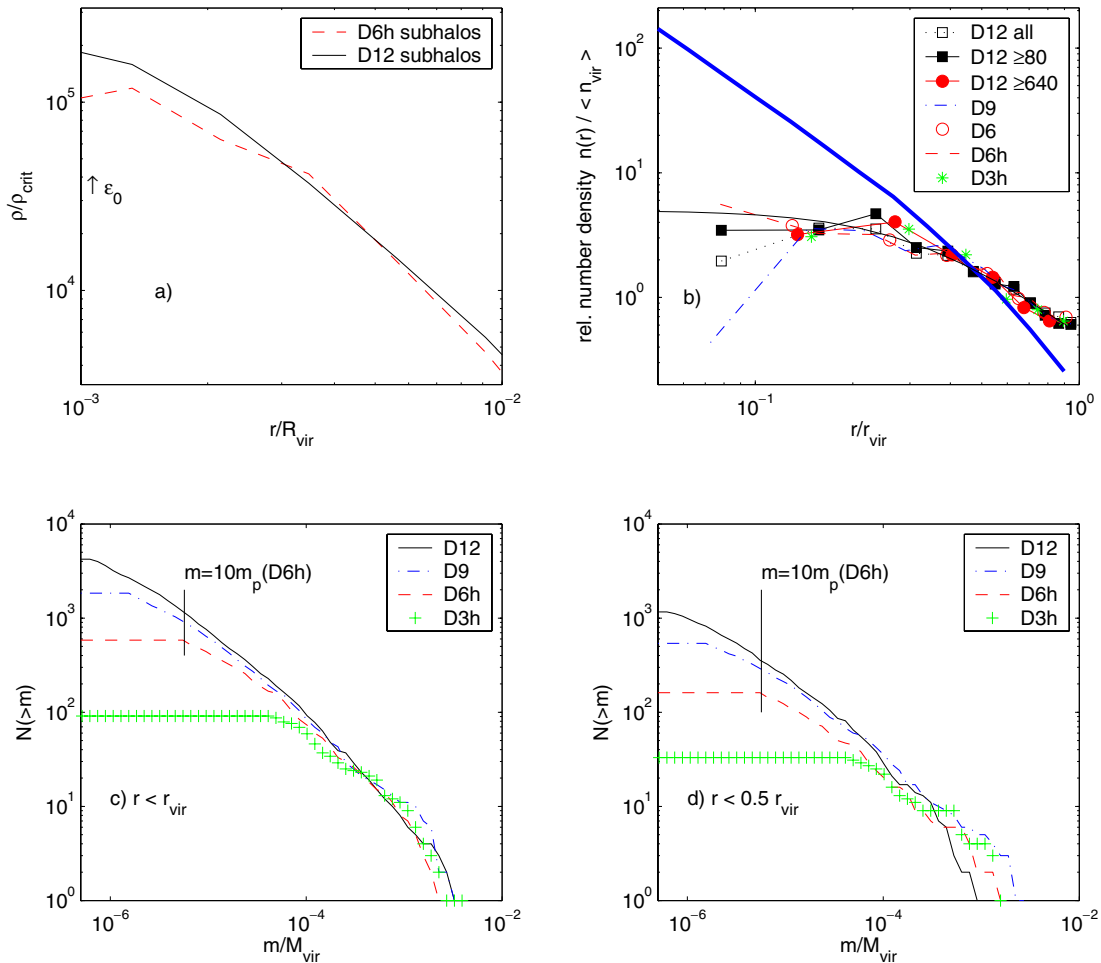 D6h subhalos
D12 subhalos
10^5
10^4
ρ/ρ_crit
↑ ε_0
a)
10^-3
10^-2
r/R_vir
D12 all
D12 ≥80
D12 ≥640
D9
D6
D6h
D3h
10^2
10^1
10^0
rel. number density n(r) / < n_vir >
b)
10^-1
10^0
r/r_vir
D12
D9
D6h
D3h
m=10m_p(D6h)
10^4
10^3
10^2
10^1
10^0
N(>m)
c) r < r_vir
10^-6
10^-4
10^-2
m/M_vir
D12
D9
D6h
D3h
m=10m_p(D6h)
10^4
10^3
10^2
10^1
10^0
N(>m)
d) r < 0.5 r_vir
10^-6
10^-4
10^-2
m/M_vir